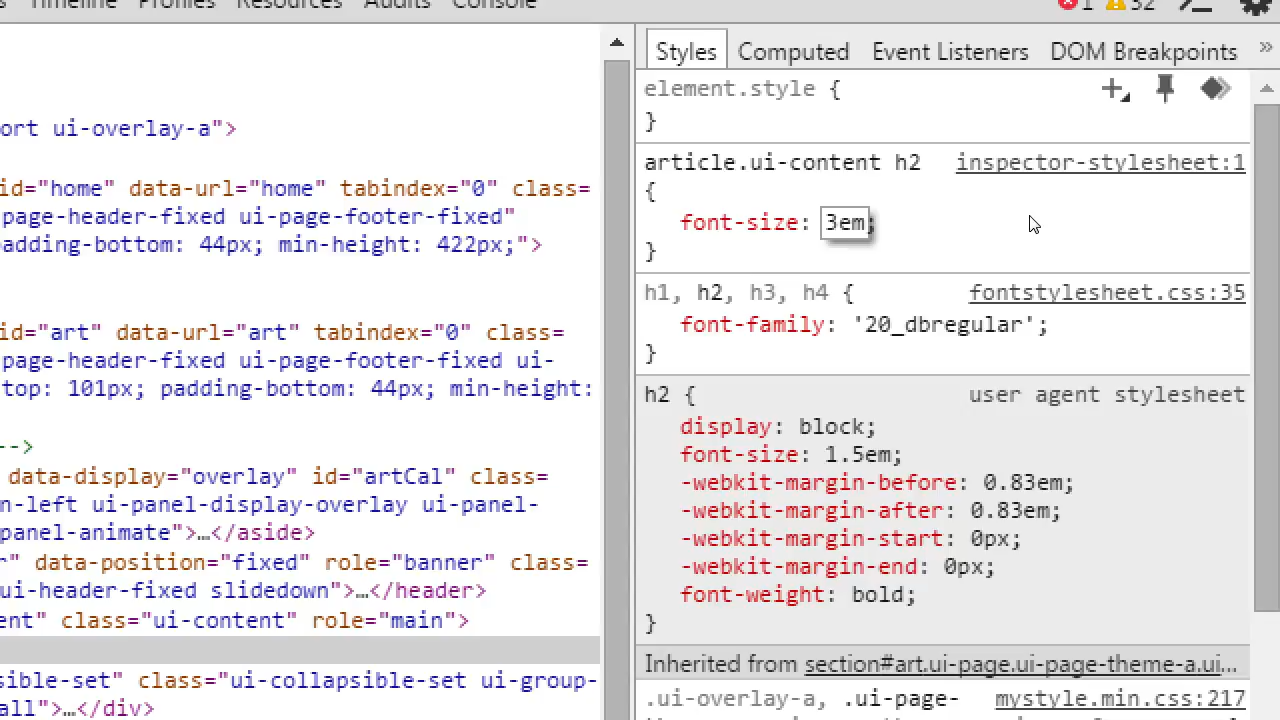 Timeline Profiles Resources Audits Console 1 32
Styles Computed Event Listeners DOM Breakpoints »
element.style {
}
article.ui-content h2 inspector-stylesheet:1
{
font-size: 3em;
}
h1, h2, h3, h4 { fontstylesheet.css:35
font-family: '20_dbregular';
}
h2 { user agent stylesheet
display: block;
font-size: 1.5em;
-webkit-margin-before: 0.83em;
-webkit-margin-after: 0.83em;
-webkit-margin-start: 0px;
-webkit-margin-end: 0px;
font-weight: bold;
}
Inherited from section#art.ui-page.ui-page-theme-a.ui…
.ui-overlay-a, .ui-page- mystyle.min.css:217
ort ui-overlay-a">
id="home" data-url="home" tabindex="0" class=
page-header-fixed ui-page-footer-fixed"
adding-bottom: 44px; min-height: 422px;">
id="art" data-url="art" tabindex="0" class=
page-header-fixed ui-page-footer-fixed ui-
top: 101px; padding-bottom: 44px; min-height:
-->
data-display="overlay" id="artCal" class=
n-left ui-panel-display-overlay ui-panel-
panel-animate">…</aside>
r" data-position="fixed" role="banner" class=
ui-header-fixed slidedown">…</header>
ent" class="ui-content" role="main">
sible-set" class="ui-collapsible-set ui-group-
all">…</div>